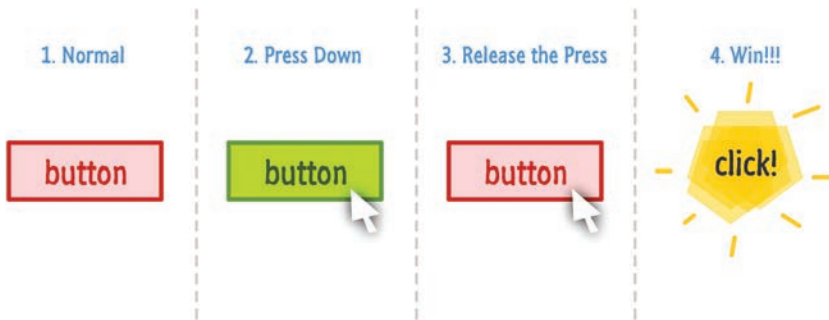 1. Normal
2. Press Down
3. Release the Press
4. Win!!!
button
button
button
click!